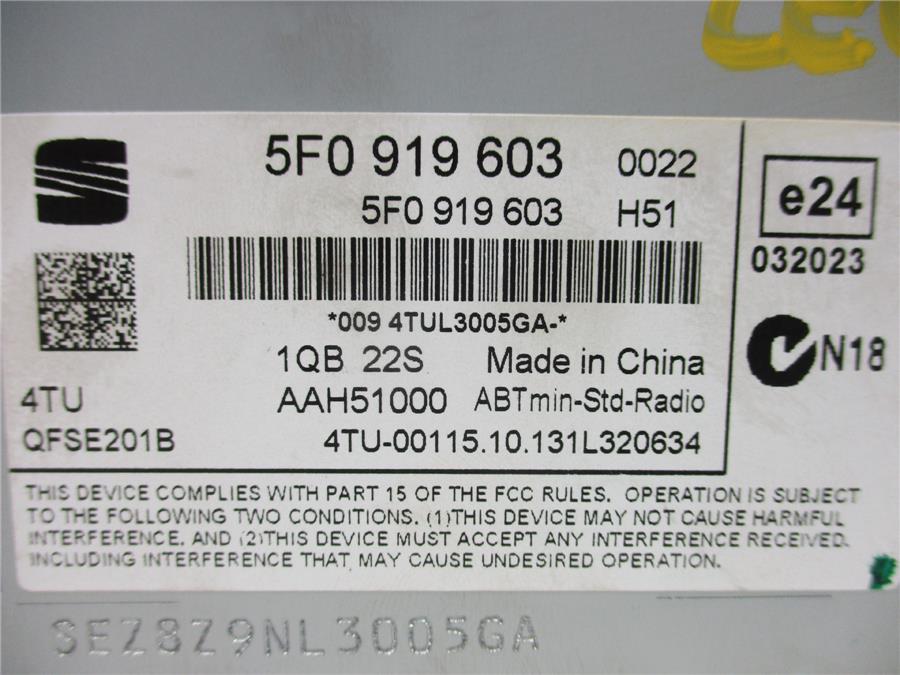 5F0 919 603 0022
5F0 919 603 H51
e24
032023
*009 4TUL3005GA-*
1QB 22S Made in China
N18
4TU AAH51000 ABTmin-Std-Radio
QFSE201B 4TU-00115.10.131L320634
THIS DEVICE COMPLIES WITH PART 15 OF THE FCC RULES. OPERATION IS SUBJECT
TO THE FOLLOWING TWO CONDITIONS. (1)THIS DEVICE MAY NOT CAUSE HARMFUL
INTERFERENCE. AND (2)THIS DEVICE MUST ACCEPT ANY INTERFERENCE RECEIVED.
INCLUDING INTERFERENCE THAT MAY CAUSE UNDESIRED OPERATION.
SEZ8Z9NL3005GA